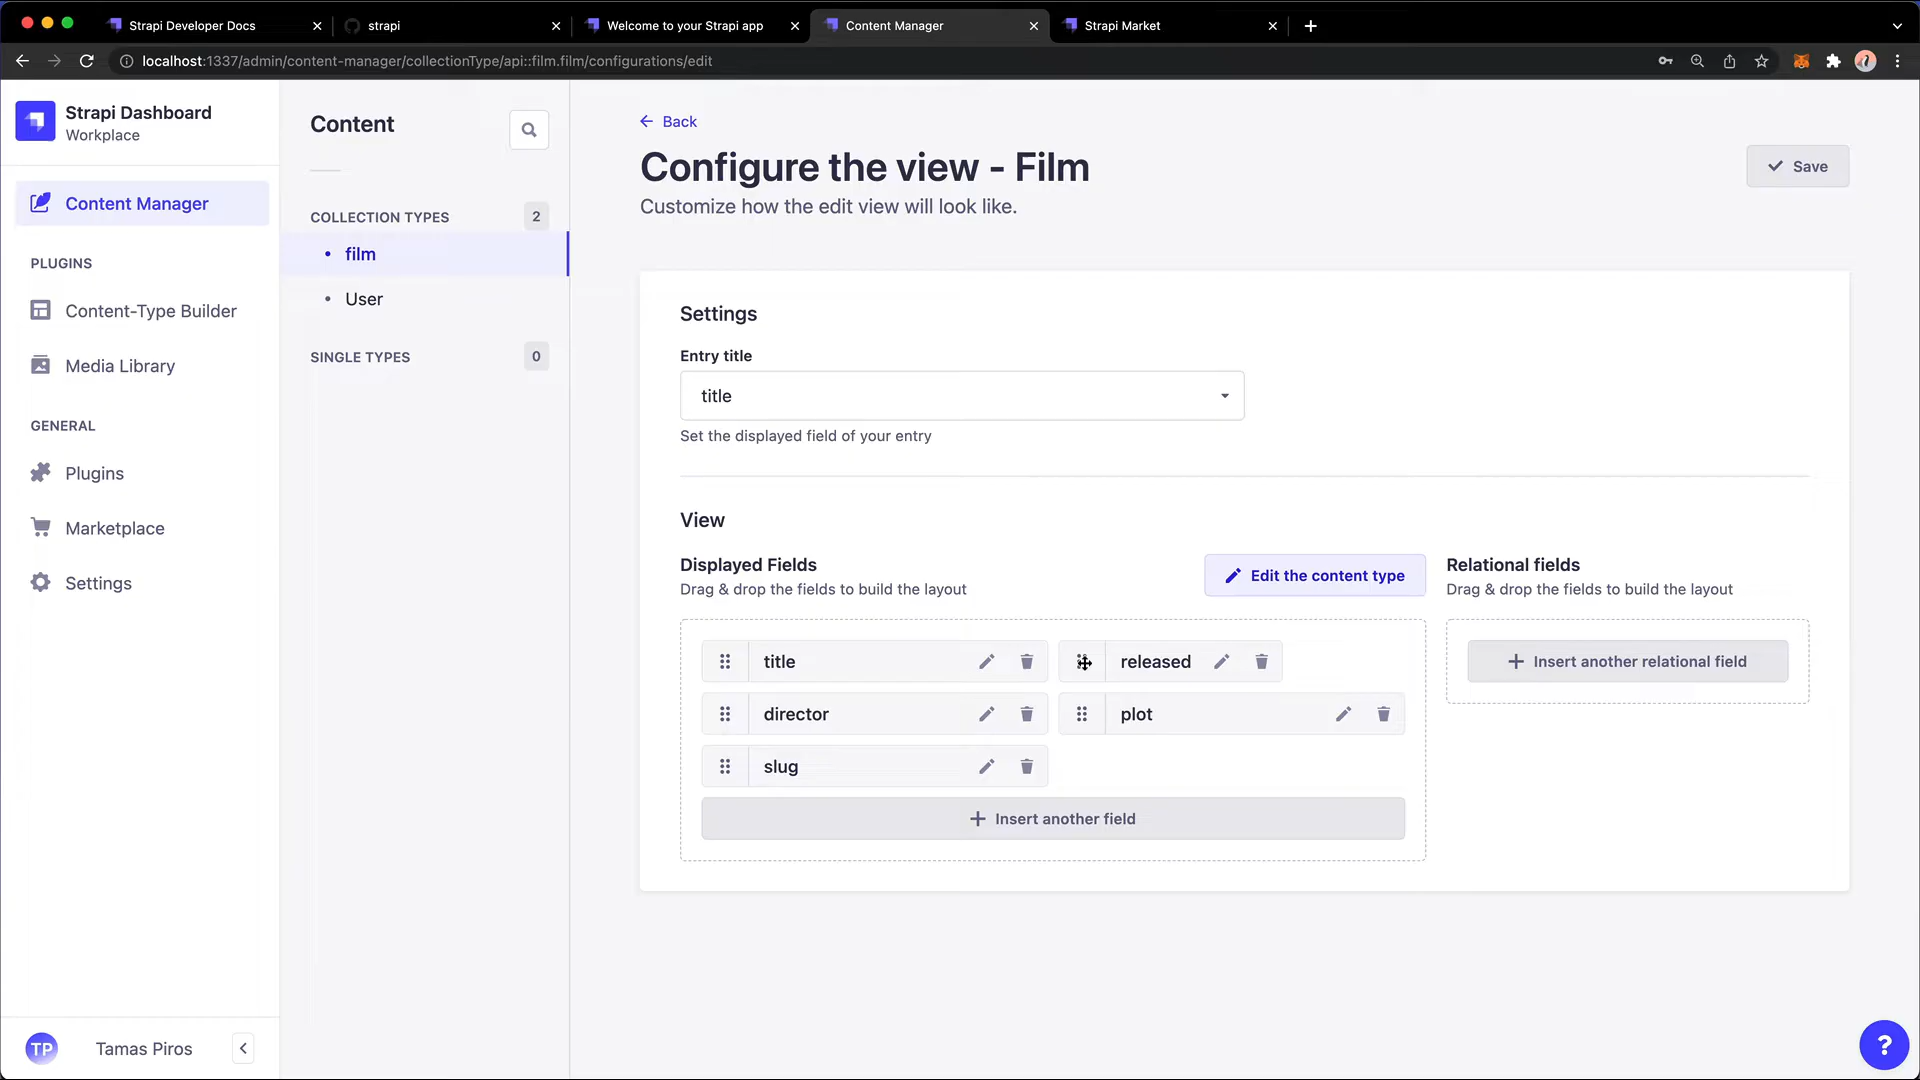 Strapi Developer Docs
strapi
Welcome to your Strapi app
Content Manager
Strapi Market
localhost:1337/admin/content-manager/collectionType/api::film.film/configurations/edit
Strapi Dashboard
Workplace
Content Manager
PLUGINS
Content-Type Builder
Media Library
GENERAL
Plugins
Marketplace
Settings
TP
Tamas Piros
Content
COLLECTION TYPES 2
film
User
SINGLE TYPES 0
Back
Configure the view - Film
Customize how the edit view will look like.
Save
Settings
Entry title
title
Set the displayed field of your entry
View
Displayed Fields
Drag & drop the fields to build the layout
Edit the content type
title
released
director
plot
slug
Insert another field
Relational fields
Drag & drop the fields to build the layout
Insert another relational field
?